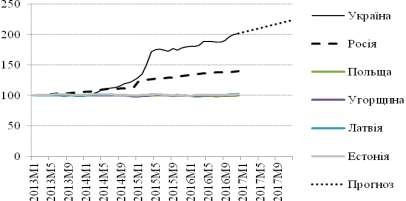 250
200
150
100
50
0
2013M1
2013M5
2013M9
2014M1
2014M5
2014M9
2015M1
2015M5
2015M9
2016M1
2016M5
2016M9
2017M1
2017M5
2017M9
Україна
Росія
Польща
Угорщина
Латвія
Естонія
Прогноз